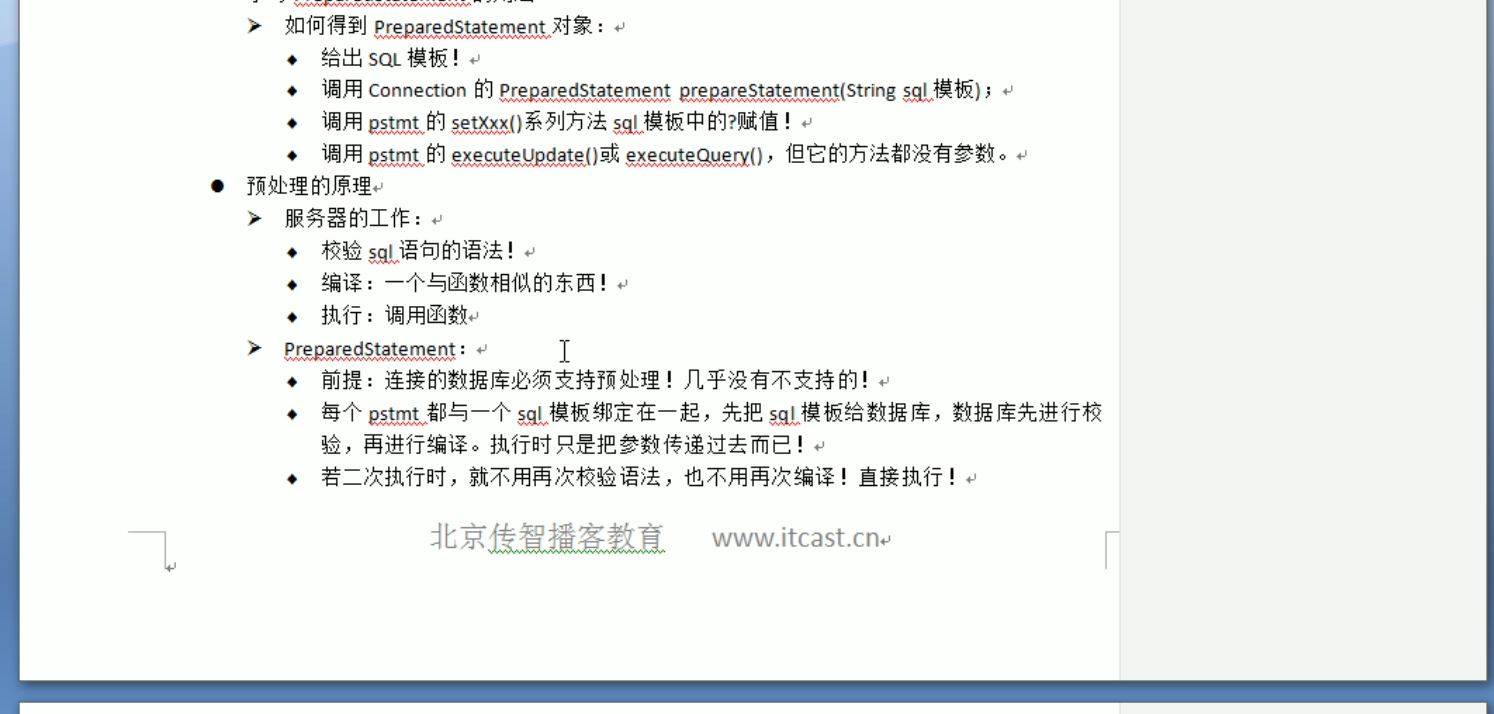 如何得到 PreparedStatement 对象：
给出 SQL 模板！
调用 Connection 的 PreparedStatement prepareStatement(String sql 模板)；
调用 pstmt 的 setXxx()系列方法 sql 模板中的?赋值！
调用 pstmt 的 executeUpdate()或 executeQuery()，但它的方法都没有参数。
预处理的原理
服务器的工作：
校验 sql 语句的语法！
编译：一个与函数相似的东西！
执行：调用函数
PreparedStatement：
前提：连接的数据库必须支持预处理！几乎没有不支持的！
每个 pstmt 都与一个 sql 模板绑定在一起，先把 sql 模板给数据库，数据库先进行校
验，再进行编译。执行时只是把参数传递过去而已！
若二次执行时，就不用再次校验语法，也不用再次编译！直接执行！
北京传智播客教育 www.itcast.cn